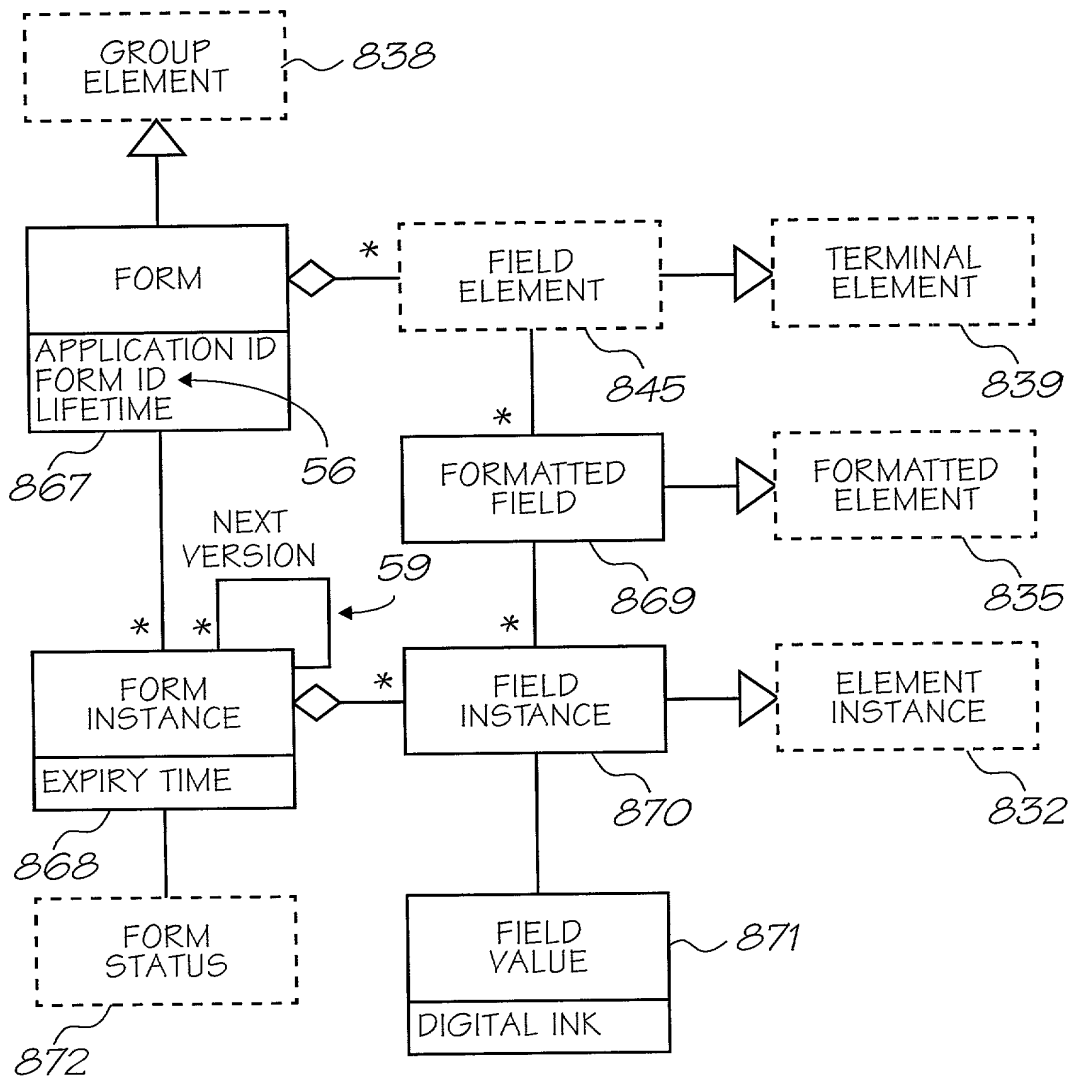 GROUP
ELEMENT
838
FORM
*
FIELD
ELEMENT
TERMINAL
ELEMENT
APPLICATION ID
FORM ID
LIFETIME
845
839
867
56
*
FORMATTED
FIELD
FORMATTED
ELEMENT
NEXT
VERSION
59
869
835
*
*
*
FORM
INSTANCE
*
FIELD
INSTANCE
ELEMENT
INSTANCE
EXPIRY TIME
868
870
832
FORM
STATUS
FIELD
VALUE
871
DIGITAL INK
872